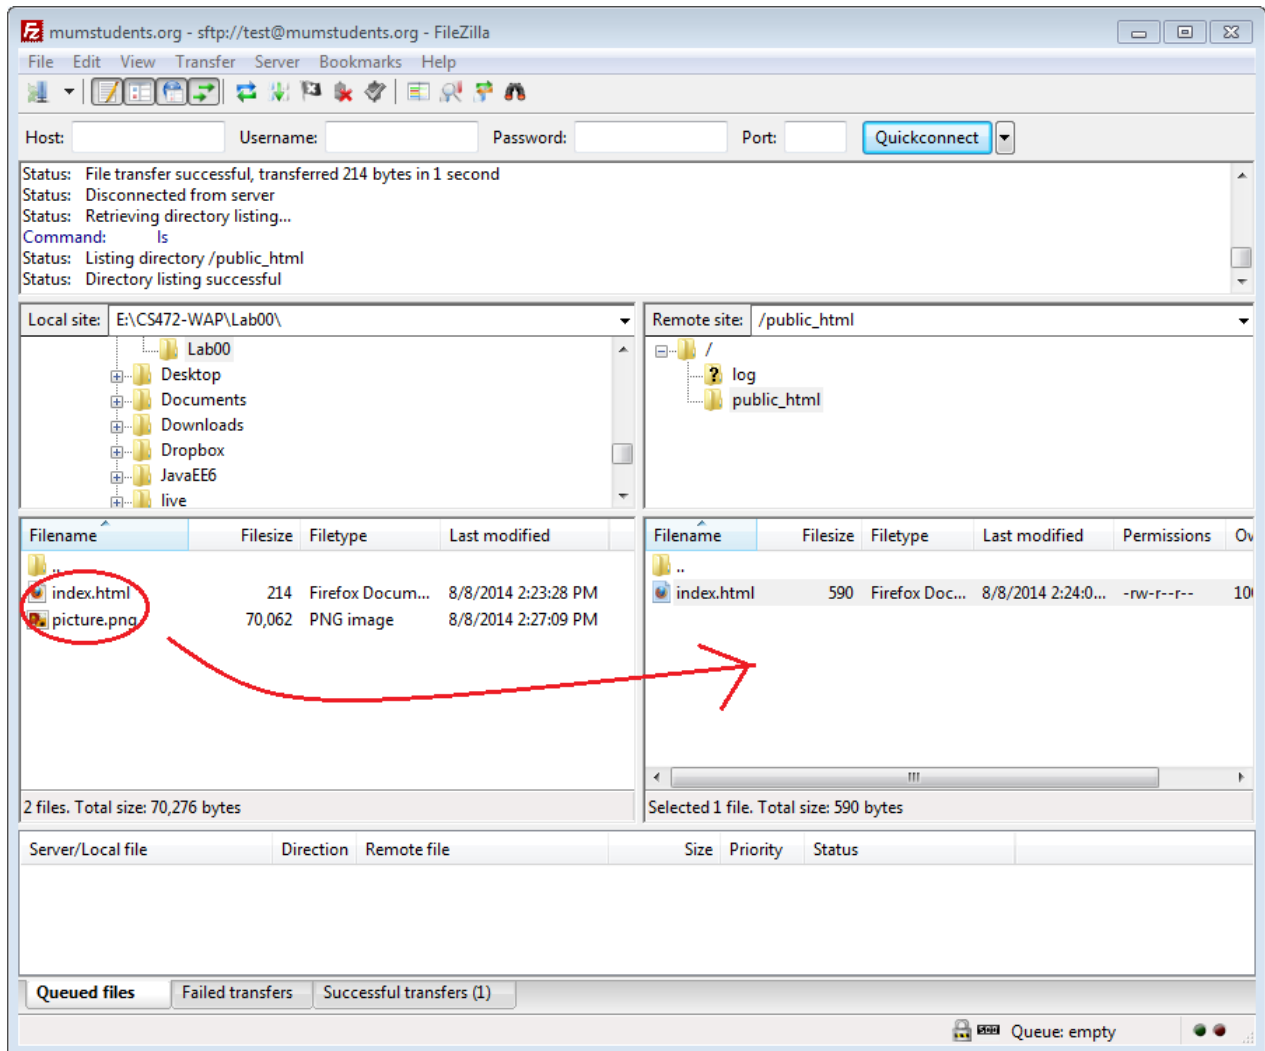 mumstudents.org - sftp://test@mumstudents.org - FileZilla
File Edit View Transfer Server Bookmarks Help
Host: Username: Password: Port: Quickconnect
Status: File transfer successful, transferred 214 bytes in 1 second
Status: Disconnected from server
Status: Retrieving directory listing...
Command: ls
Status: Listing directory /public_html
Status: Directory listing successful
Local site: E:\CS472-WAP\Lab00\
Lab00
Desktop
Documents
Downloads
Dropbox
JavaEE6
live
Remote site: /public_html
/
? log
public_html
Filename Filesize Filetype Last modified
..
index.html 214 Firefox Docum... 8/8/2014 2:23:28 PM
picture.png 70,062 PNG image 8/8/2014 2:27:09 PM
2 files. Total size: 70,276 bytes
Filename Filesize Filetype Last modified Permissions Ow
..
index.html 590 Firefox Doc... 8/8/2014 2:24:0... -rw-r--r-- 100
Selected 1 file. Total size: 590 bytes
Server/Local file Direction Remote file Size Priority Status
Queued files Failed transfers Successful transfers (1)
Queue: empty